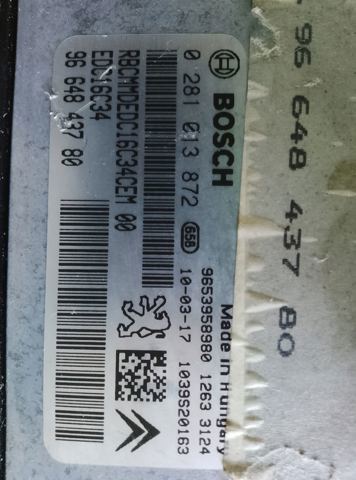 BOSCH
0 281 013 872 658
RBCMMDEDC16C34CEM 00
EDC16C34
96 648 437 80
9653958980 1263 3124
10-03-17 1039S20163
Made in Hungary
96 648 437 80